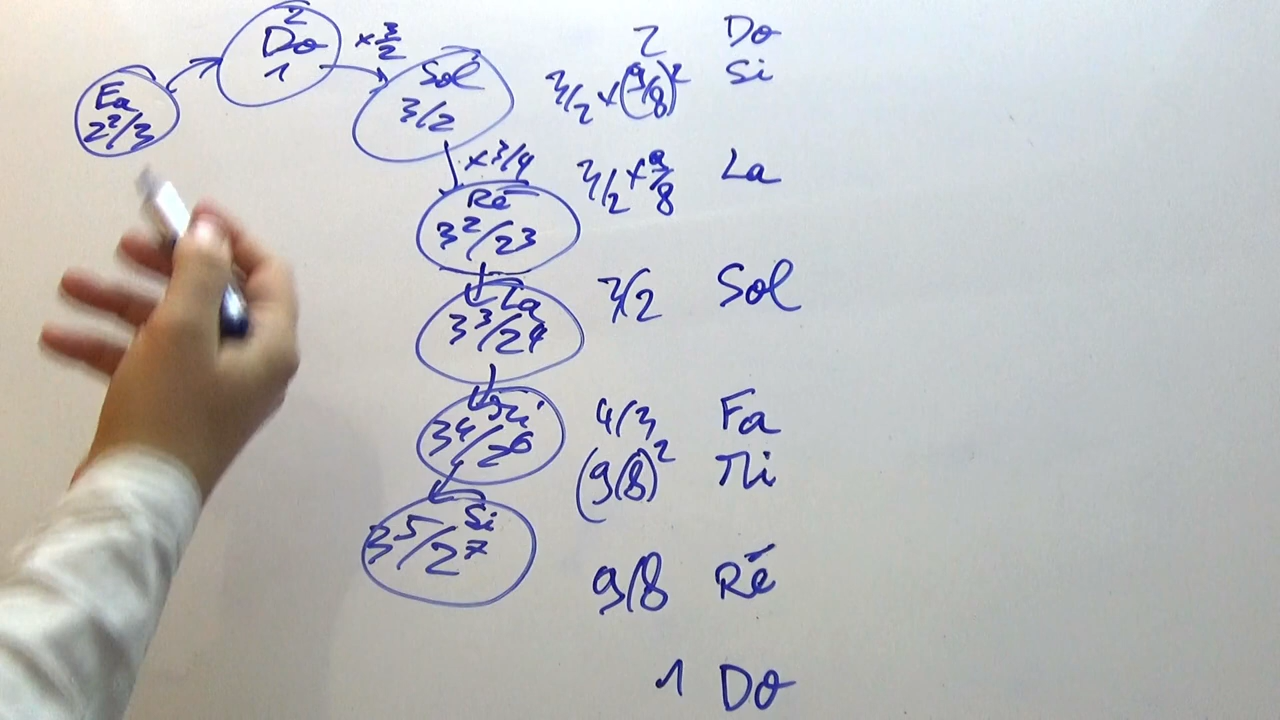 2
Do
1
× 3/2
Fa
2²/3
Sol
3/2
× 3/4
Ré
3²/2³
La
3³/2⁴
Mi
3⁴/2⁶
Si
3⁵/2⁷
2 Do
3/2 × (9/8)² Si
3/2 × 9/8 La
3/2 Sol
4/3 Fa
(9/8)² Mi
9/8 Ré
1 Do